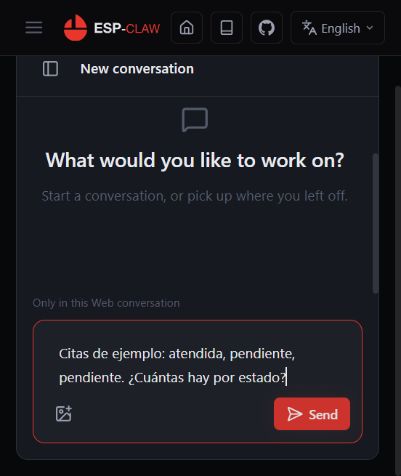 ESP-CLAW
English
New conversation
What would you like to work on?
Start a conversation, or pick up where you left off.
Only in this Web conversation
Citas de ejemplo: atendida, pendiente,
pendiente. ¿Cuántas hay por estado?
Send